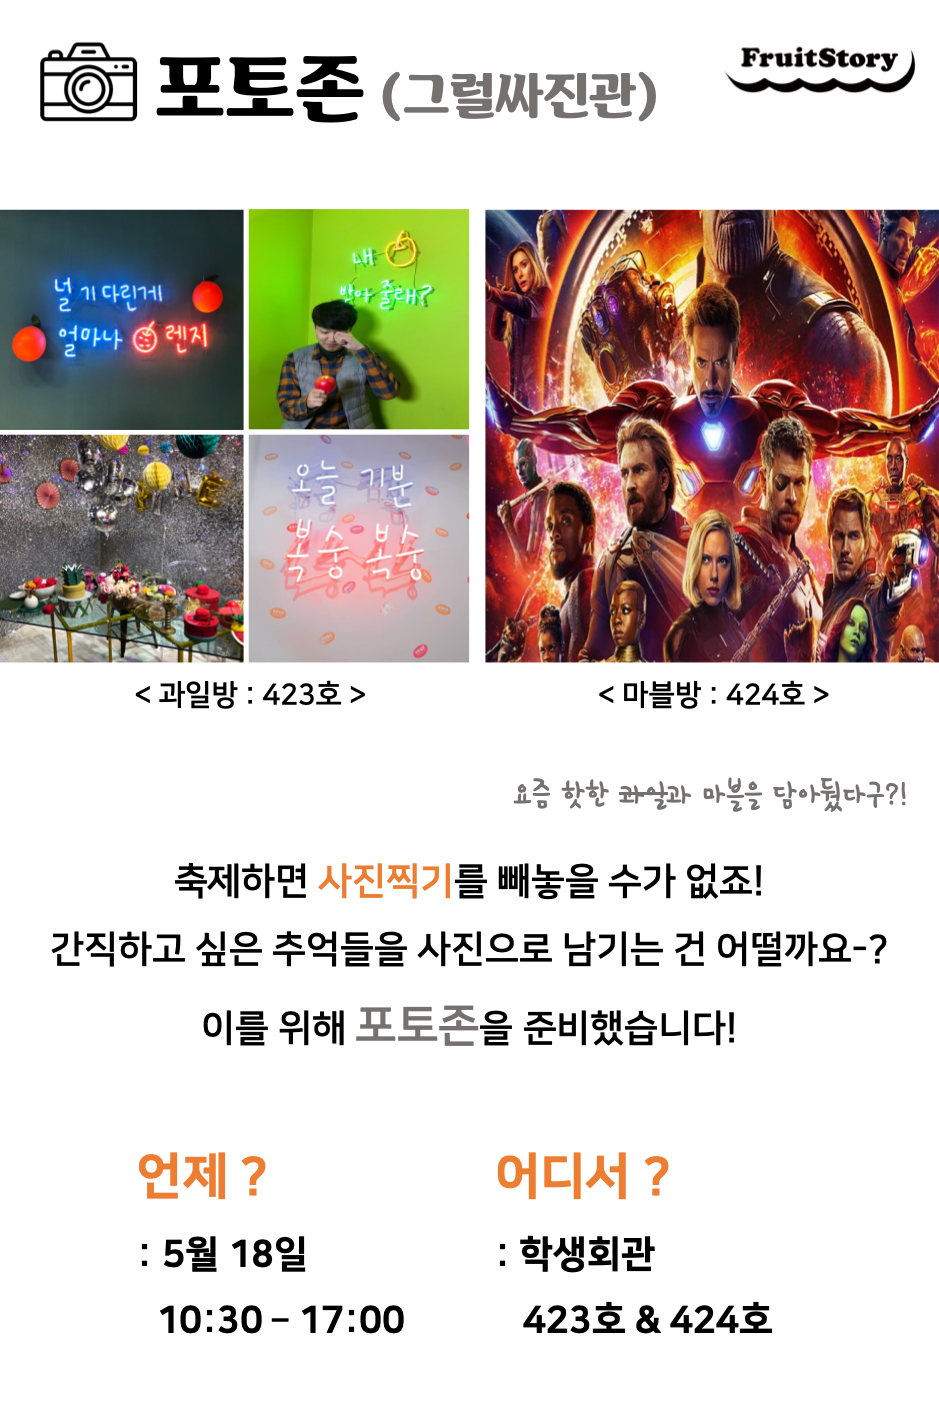 포토존 (그럴싸진관)
FruitStory
널 기다린게
얼마나 렌지
내
받아 줄래?
오늘 기분
복숭 복숭
< 과일방 : 423호 >
< 마블방 : 424호 >
요즘 핫한 과일과 마블을 담아뒀다구?!
축제하면 사진찍기를 빼놓을 수가 없죠!
간직하고 싶은 추억들을 사진으로 남기는 건 어떨까요-?
이를 위해 포토존을 준비했습니다!
언제 ?
: 5월 18일
10:30 – 17:00
어디서 ?
: 학생회관
423호 & 424호